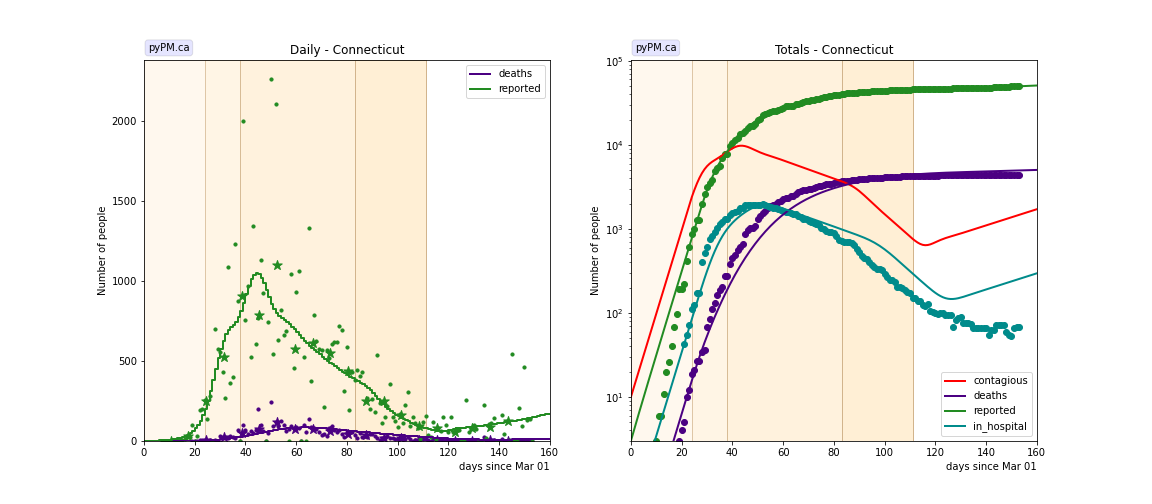 pyPM.ca
Daily - Connecticut
deaths
reported
Number of people
2000
1500
1000
500
0
0 20 40 60 80 100 120 140 160
days since Mar 01
pyPM.ca
Totals - Connecticut
Number of people
10^5
10^4
10^3
10^2
10^1
contagious
deaths
reported
in_hospital
0 20 40 60 80 100 120 140 160
days since Mar 01